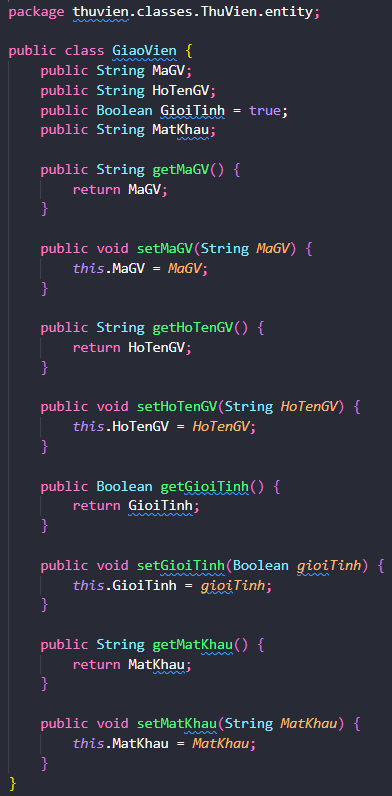 package thuvien.classes.ThuVien.entity;
public class GiaoVien {
public String MaGV;
public String HoTenGV;
public Boolean GioiTinh = true;
public String MatKhau;
public String getMaGV() {
return MaGV;
}
public void setMaGV(String MaGV) {
this.MaGV = MaGV;
}
public String getHoTenGV() {
return HoTenGV;
}
public void setHoTenGV(String HoTenGV) {
this.HoTenGV = HoTenGV;
}
public Boolean getGioiTinh() {
return GioiTinh;
}
public void setGioiTinh(Boolean gioiTinh) {
this.GioiTinh = gioiTinh;
}
public String getMatKhau() {
return MatKhau;
}
public void setMatKhau(String MatKhau) {
this.MatKhau = MatKhau;
}
}